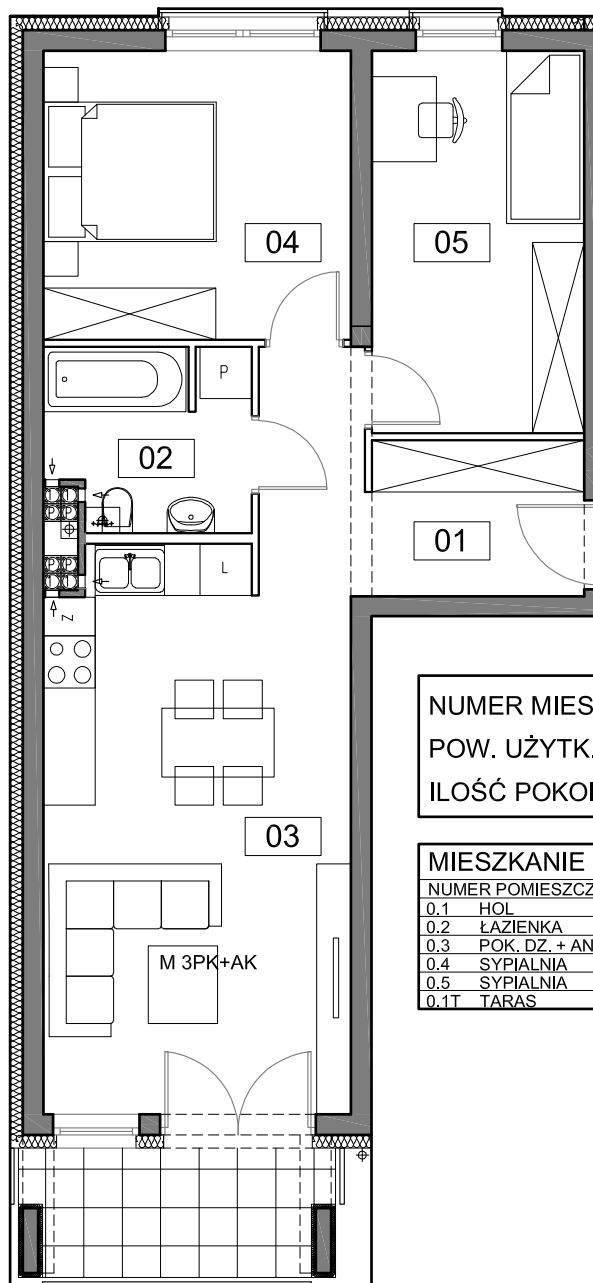 04
05
P
02
01
L
Z
NUMER MIES
POW. UŻYTK.
ILOŚĆ POKOI
03
MIESZKANIE
NUMER POMIESZCZ
0.1 HOL
0.2 ŁAZIENKA
0.3 POK. DZ. + AN
0.4 SYPIALNIA
0.5 SYPIALNIA
0.1T TARAS
M 3PK+AK